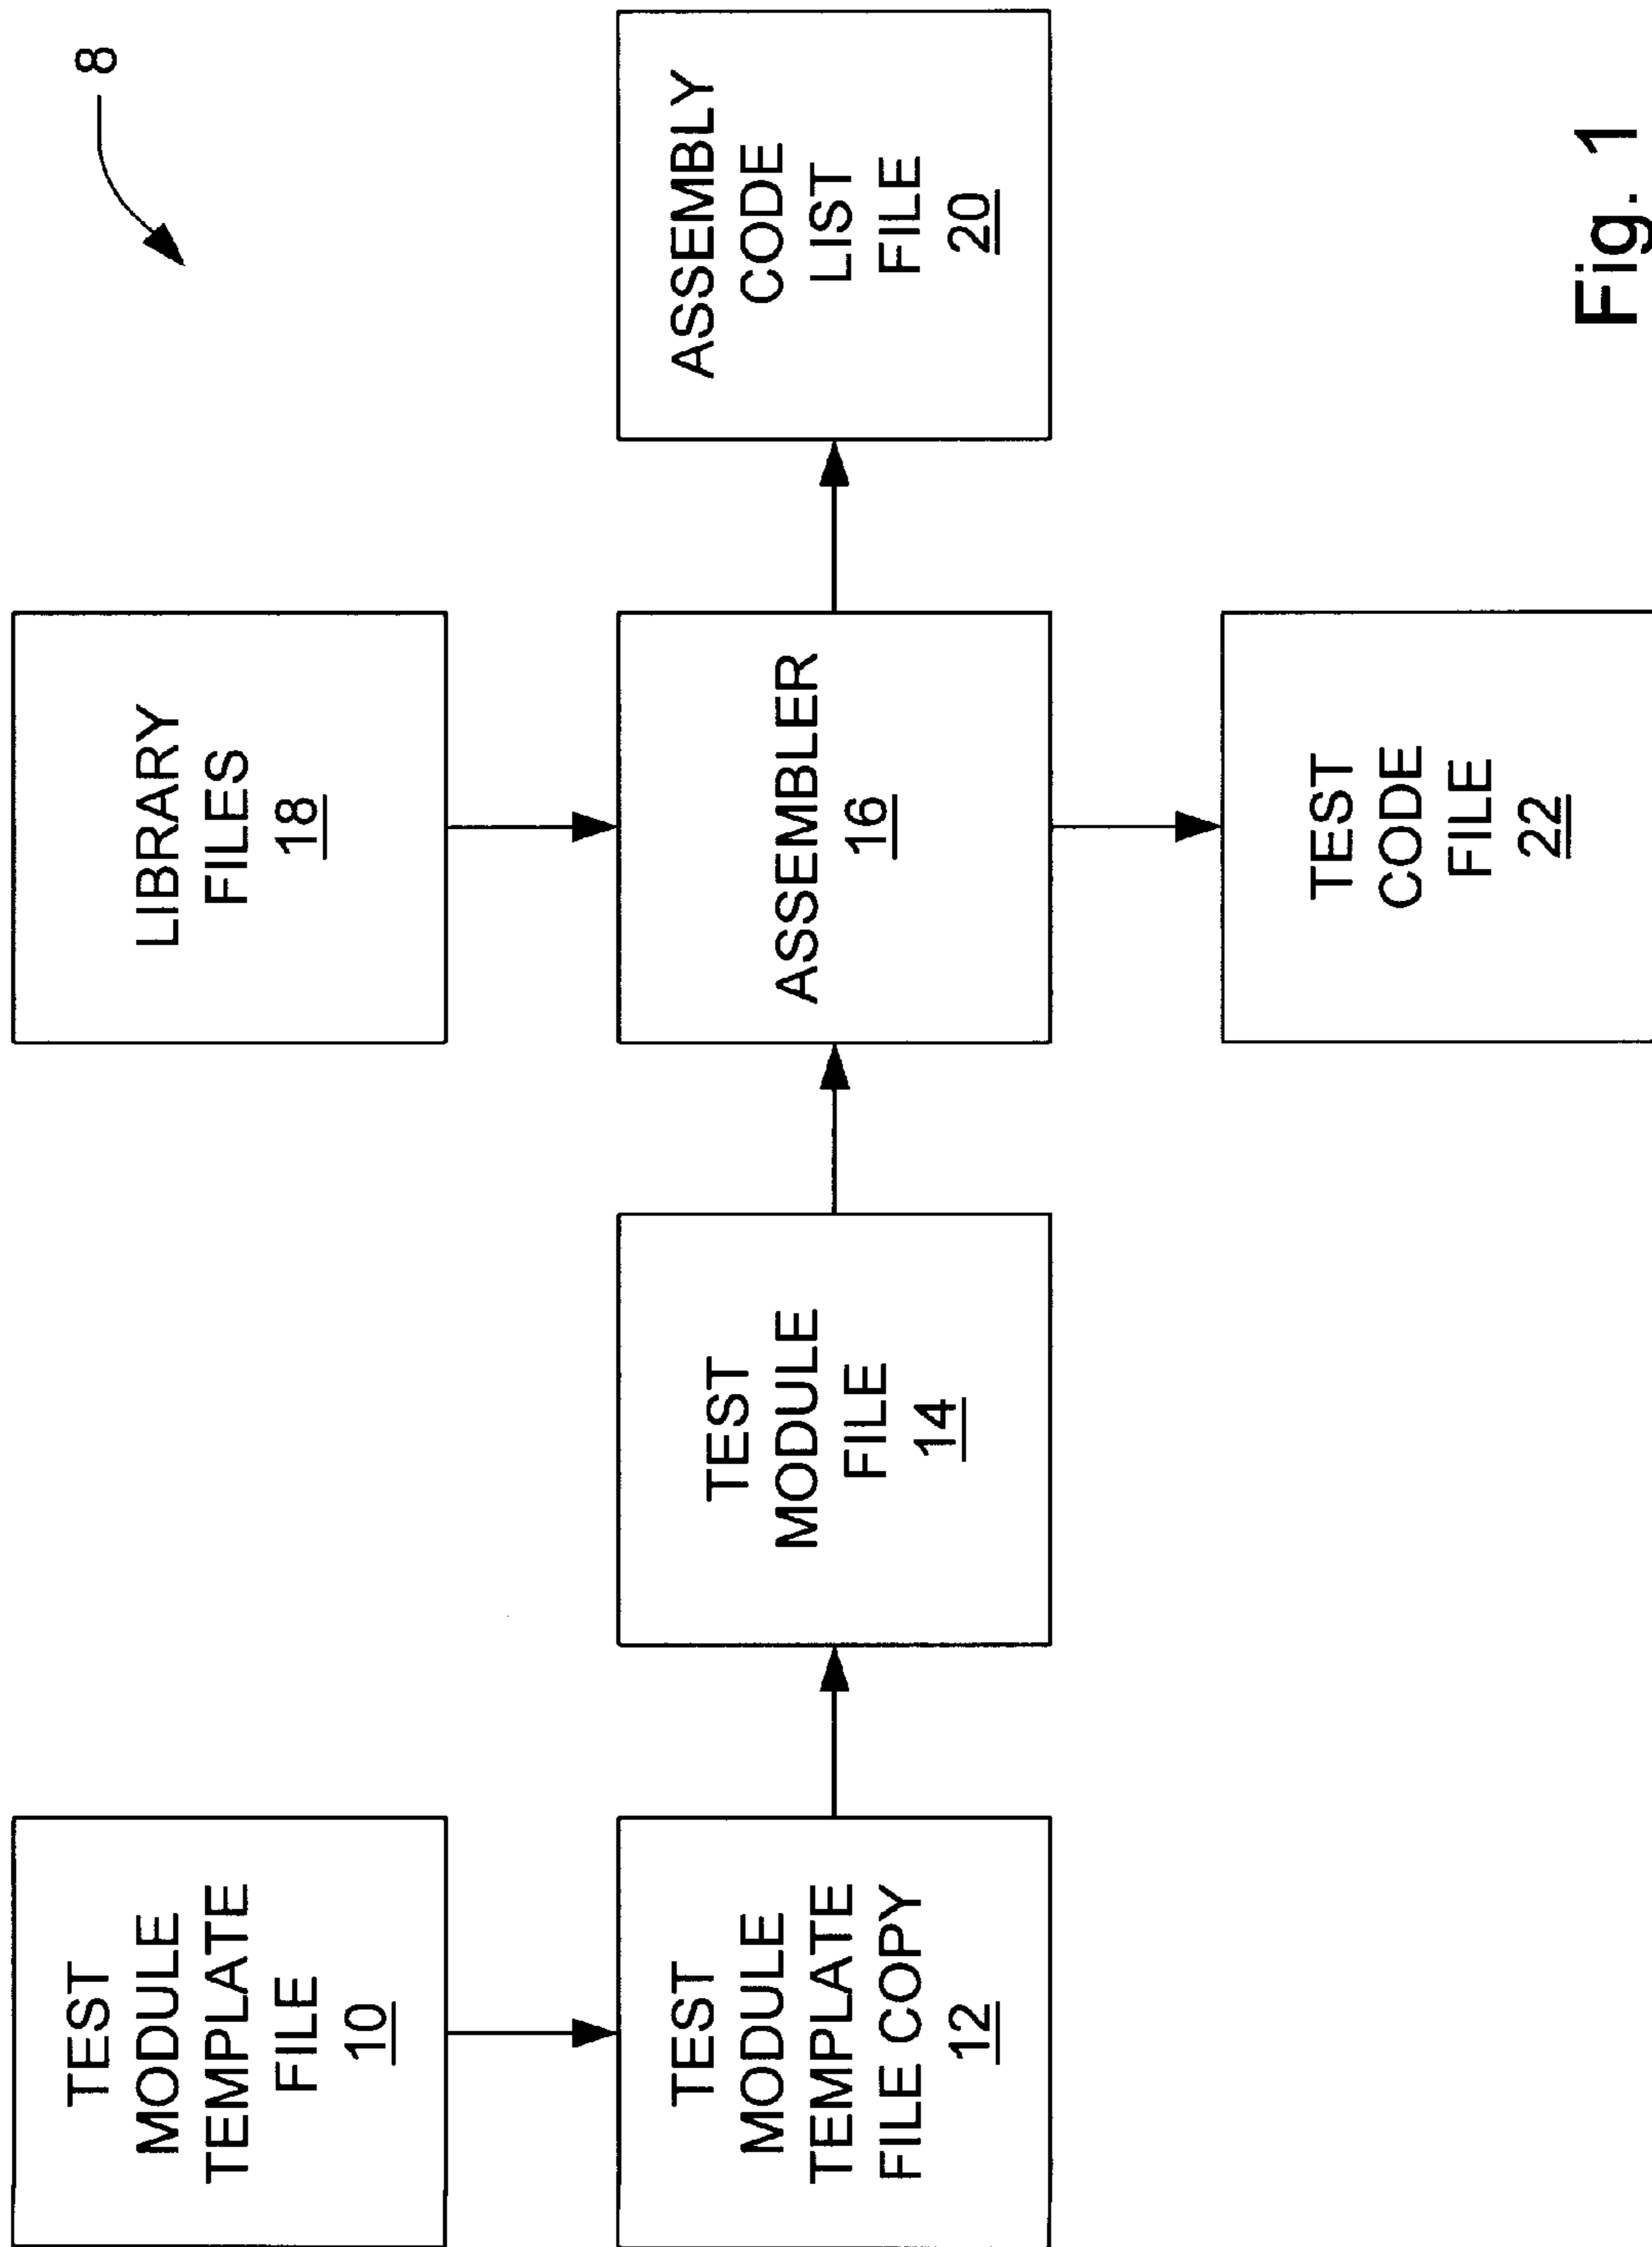 8
TEST
MODULE
TEMPLATE
FILE
10
LIBRARY
FILES
18
TEST
MODULE
TEMPLATE
FILE COPY
12
TEST
MODULE
FILE
14
ASSEMBLER
16
ASSEMBLY
CODE
LIST
FILE
20
TEST
CODE
FILE
22
Fig. 1